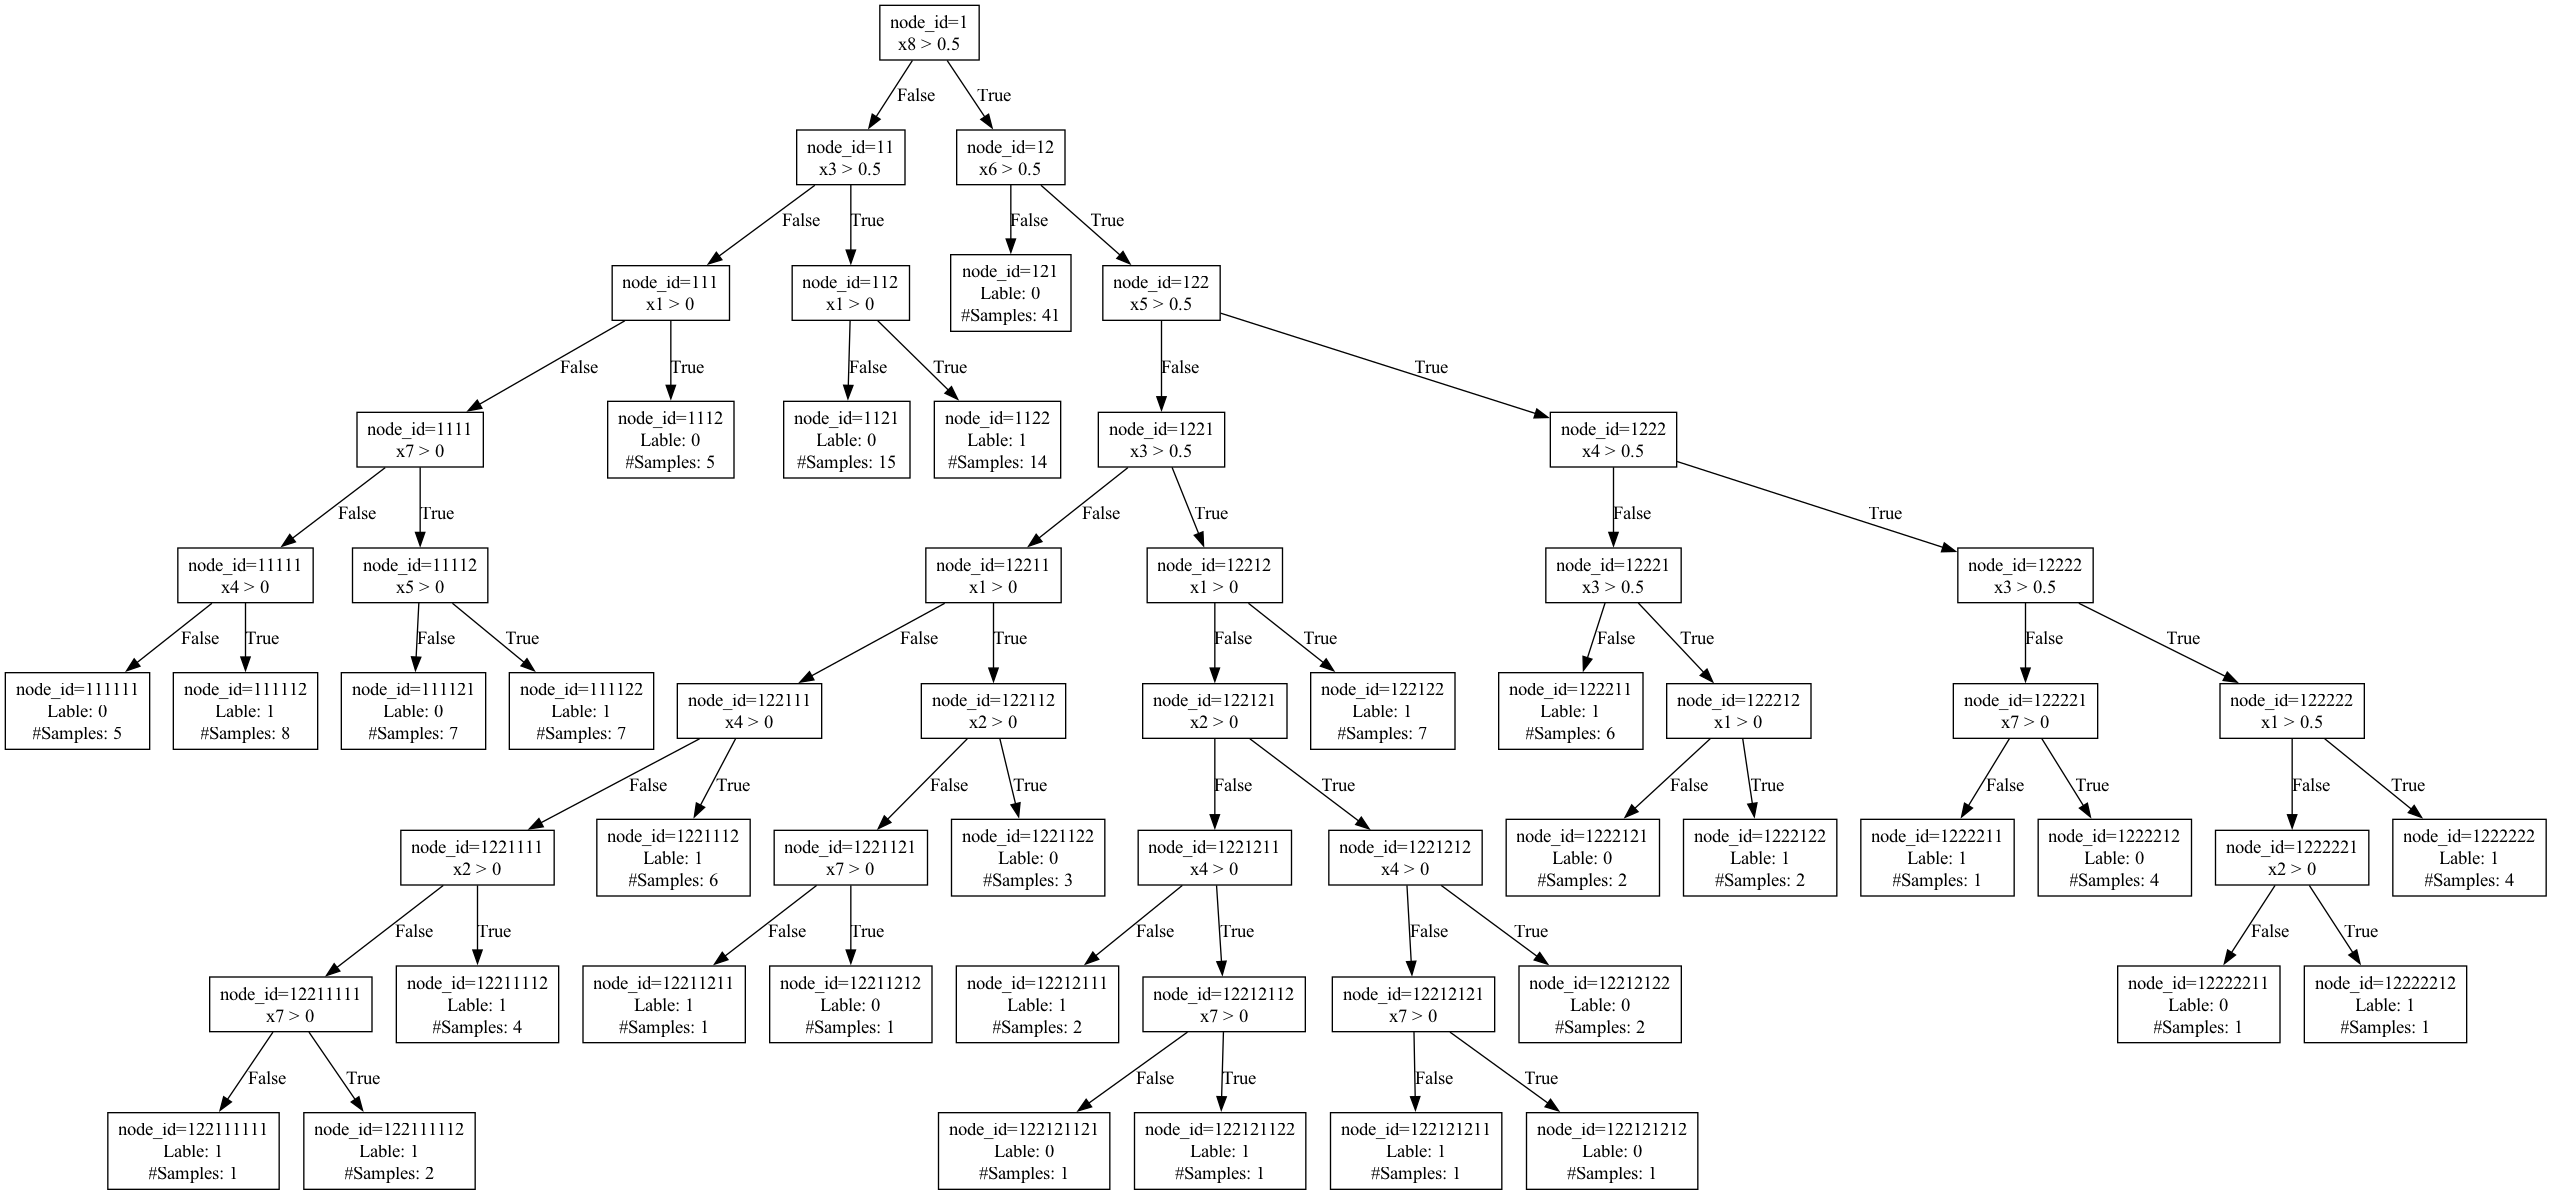 node_id=1
x8 > 0.5
False
True
node_id=11
x3 > 0.5
node_id=12
x6 > 0.5
False
True
False
True
node_id=111
x1 > 0
node_id=112
x1 > 0
node_id=121
Lable: 0
#Samples: 41
node_id=122
x5 > 0.5
False
True
False
True
False
True
node_id=1111
x7 > 0
node_id=1112
Lable: 0
#Samples: 5
node_id=1121
Lable: 0
#Samples: 15
node_id=1122
Lable: 1
#Samples: 14
node_id=1221
x3 > 0.5
node_id=1222
x4 > 0.5
False
True
False
True
False
True
node_id=11111
x4 > 0
node_id=11112
x5 > 0
node_id=12211
x1 > 0
node_id=12212
x1 > 0
node_id=12221
x3 > 0.5
node_id=12222
x3 > 0.5
False
True
False
True
False
True
False
True
False
True
False
True
node_id=111111
Lable: 0
#Samples: 5
node_id=111112
Lable: 1
#Samples: 8
node_id=111121
Lable: 0
#Samples: 7
node_id=111122
Lable: 1
#Samples: 7
node_id=122111
x4 > 0
node_id=122112
x2 > 0
node_id=122121
x2 > 0
node_id=122122
Lable: 1
#Samples: 7
node_id=122211
Lable: 1
#Samples: 6
node_id=122212
x1 > 0
node_id=122221
x7 > 0
node_id=122222
x1 > 0.5
False
True
False
True
False
True
False
True
False
True
False
True
node_id=1221111
x2 > 0
node_id=1221112
Lable: 1
#Samples: 6
node_id=1221121
x7 > 0
node_id=1221122
Lable: 0
#Samples: 3
node_id=1221211
x4 > 0
node_id=1221212
x4 > 0
node_id=1222121
Lable: 0
#Samples: 2
node_id=1222122
Lable: 1
#Samples: 2
node_id=1222211
Lable: 1
#Samples: 1
node_id=1222212
Lable: 0
#Samples: 4
node_id=1222221
x2 > 0
node_id=1222222
Lable: 1
#Samples: 4
False
True
False
True
False
True
False
True
False
True
node_id=12211111
x7 > 0
node_id=12211112
Lable: 1
#Samples: 4
node_id=12211211
Lable: 1
#Samples: 1
node_id=12211212
Lable: 0
#Samples: 1
node_id=12212111
Lable: 1
#Samples: 2
node_id=12212112
x7 > 0
node_id=12212121
x7 > 0
node_id=12212122
Lable: 0
#Samples: 2
node_id=12222211
Lable: 0
#Samples: 1
node_id=12222212
Lable: 1
#Samples: 1
False
True
False
True
False
True
node_id=122111111
Lable: 1
#Samples: 1
node_id=122111112
Lable: 1
#Samples: 2
node_id=122121121
Lable: 0
#Samples: 1
node_id=122121122
Lable: 1
#Samples: 1
node_id=122121211
Lable: 1
#Samples: 1
node_id=122121212
Lable: 0
#Samples: 1